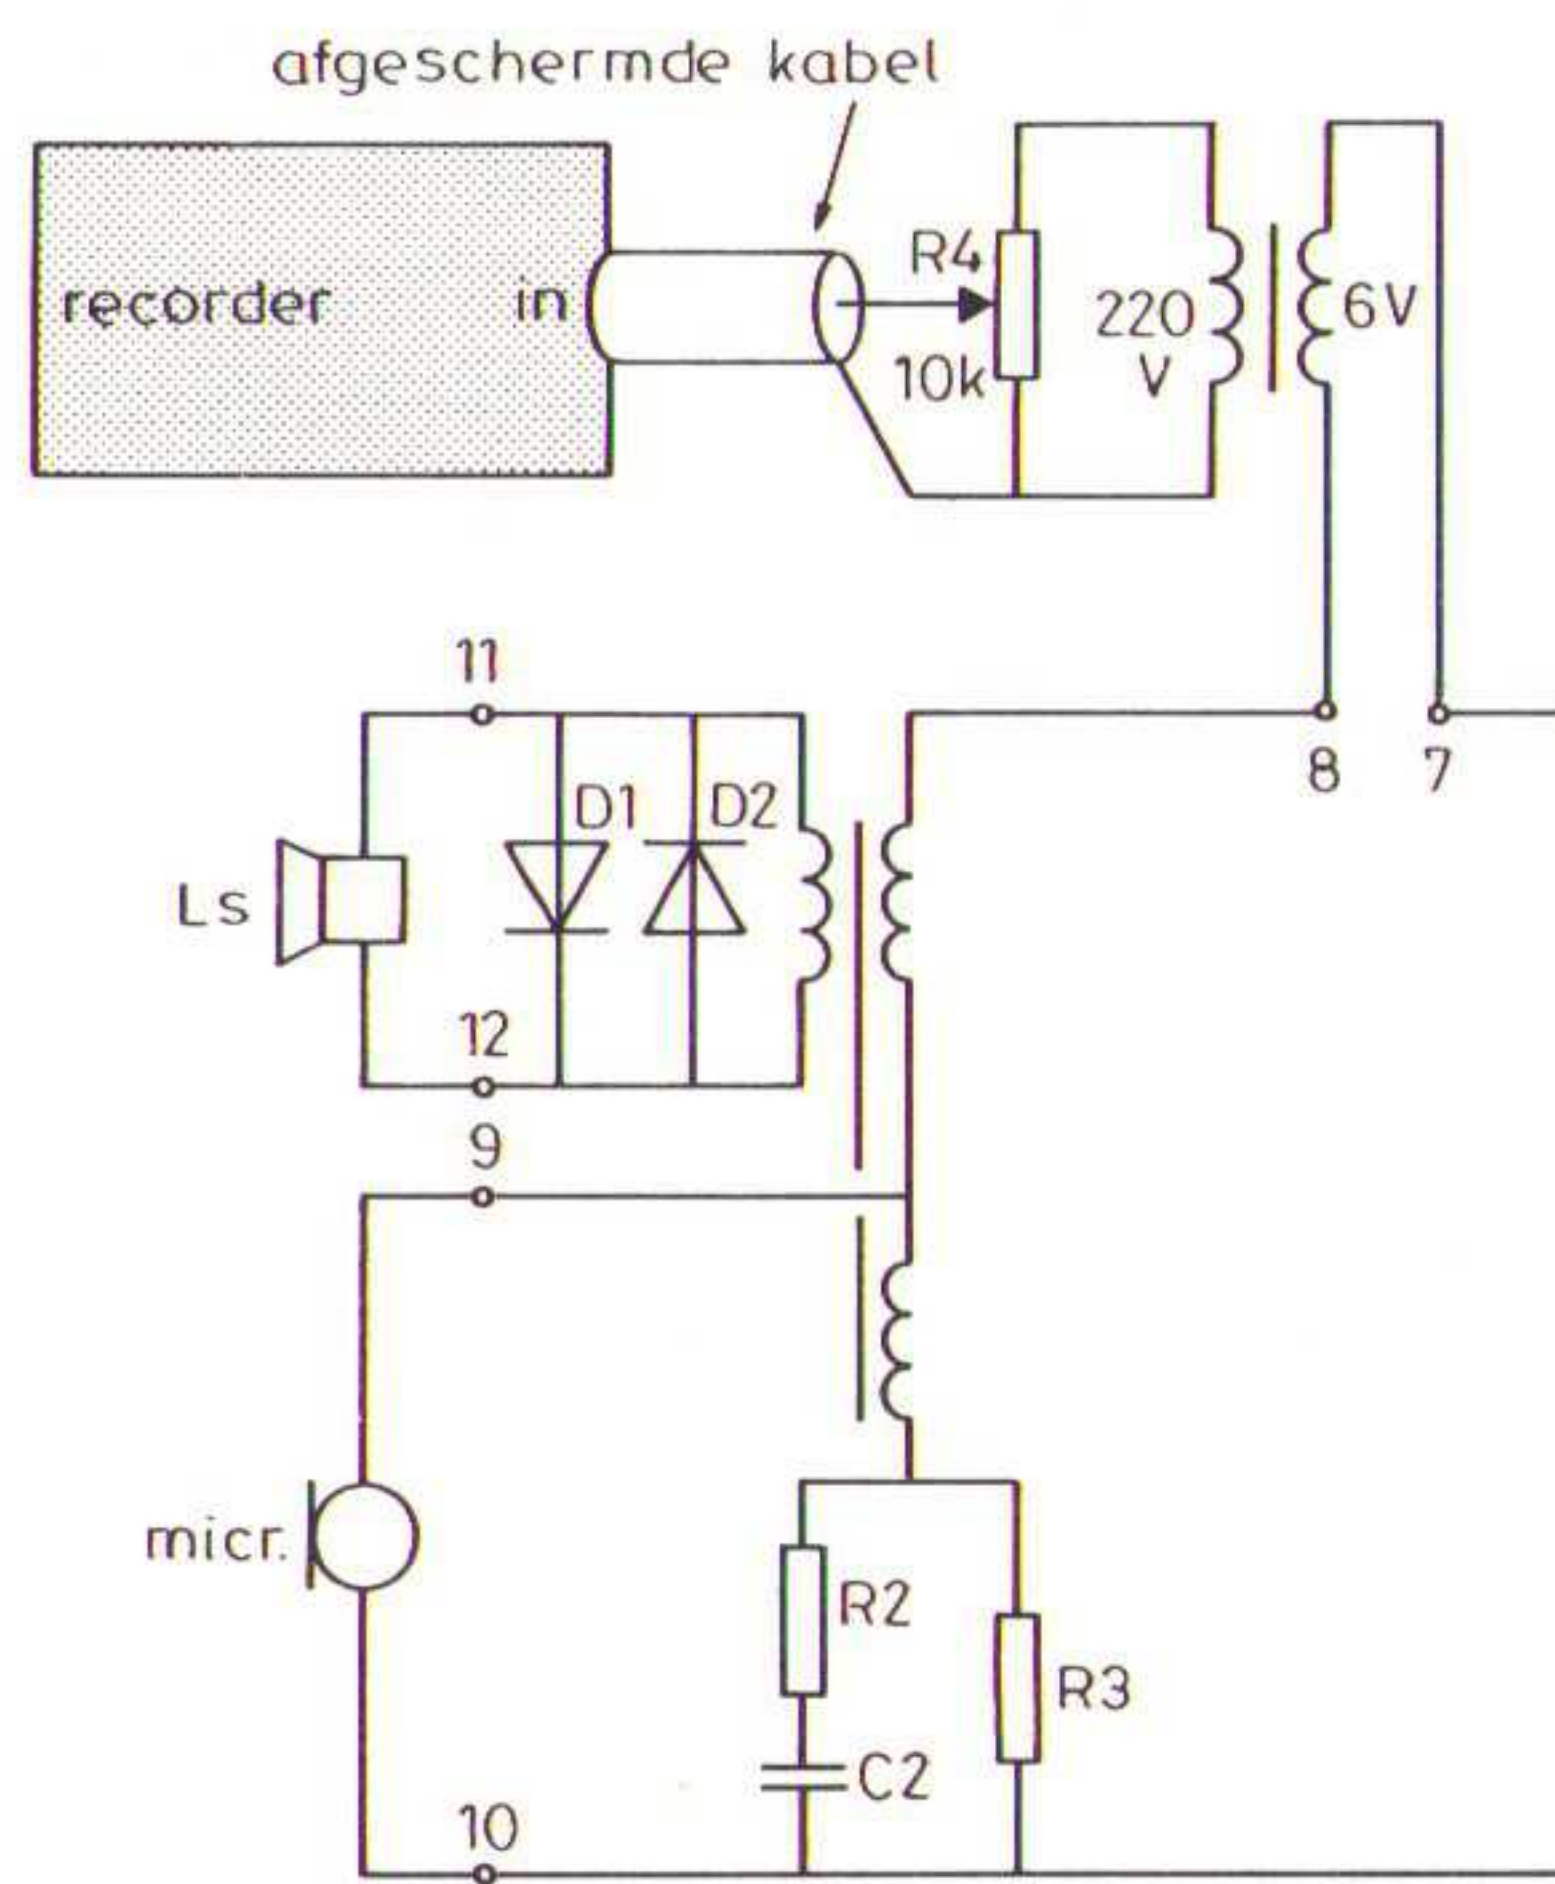 afgeschermde kabel
recorder
in
R4
10k
220
V
6V
11
8
7
D1
D2
Ls
12
9
micr.
R2
R3
C2
10